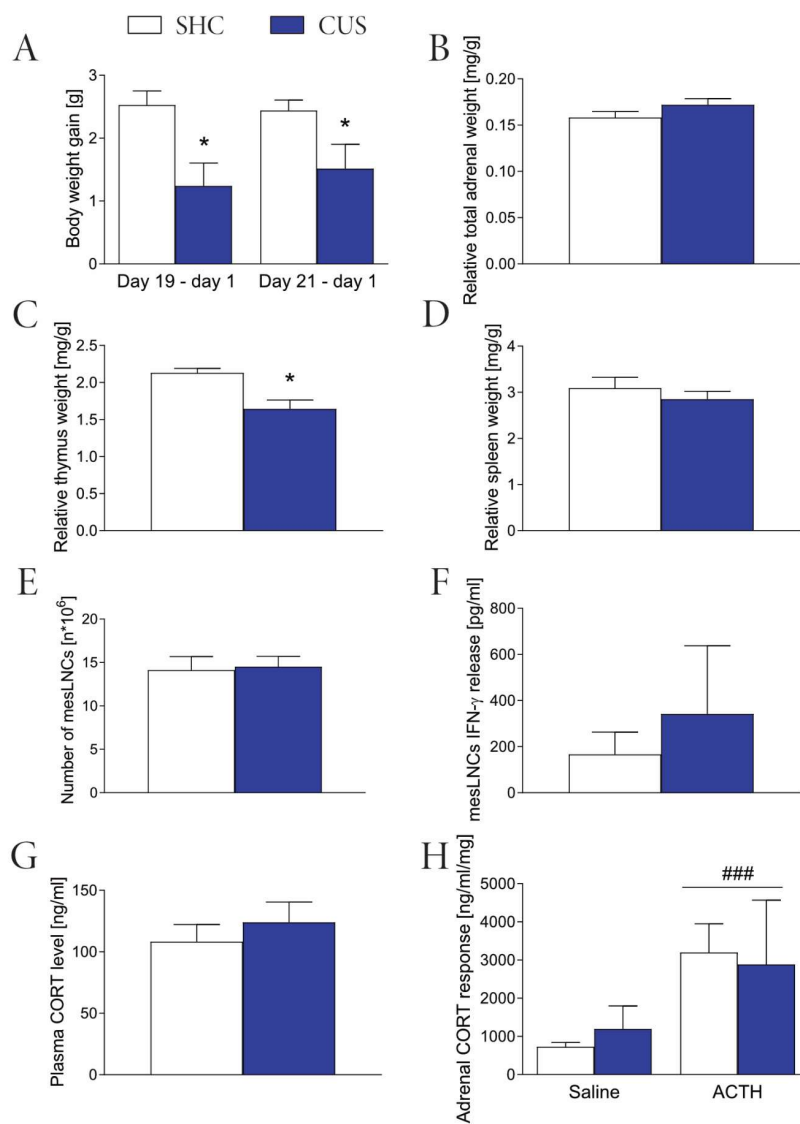 SHC CUS
A
Body weight gain [g]
3
2
1
0
*
*
Day 19 - day 1 Day 21 - day 1
B
Relative total adrenal weight [mg/g]
0.20
0.15
0.10
0.05
0.00
C
Relative thymus weight [mg/g]
2.5
2.0
1.5
1.0
0.5
0.0
*
D
Relative spleen weight [mg/g]
4
3
2
1
0
E
Number of mesLNCs [n*10⁶]
20
15
10
5
0
F
mesLNCs IFN-γ release [pg/ml]
800
600
400
200
0
G
Plasma CORT level [ng/ml]
150
100
50
0
H
Adrenal CORT response [ng/ml/mg]
5000
4000
3000
2000
1000
0
###
Saline ACTH